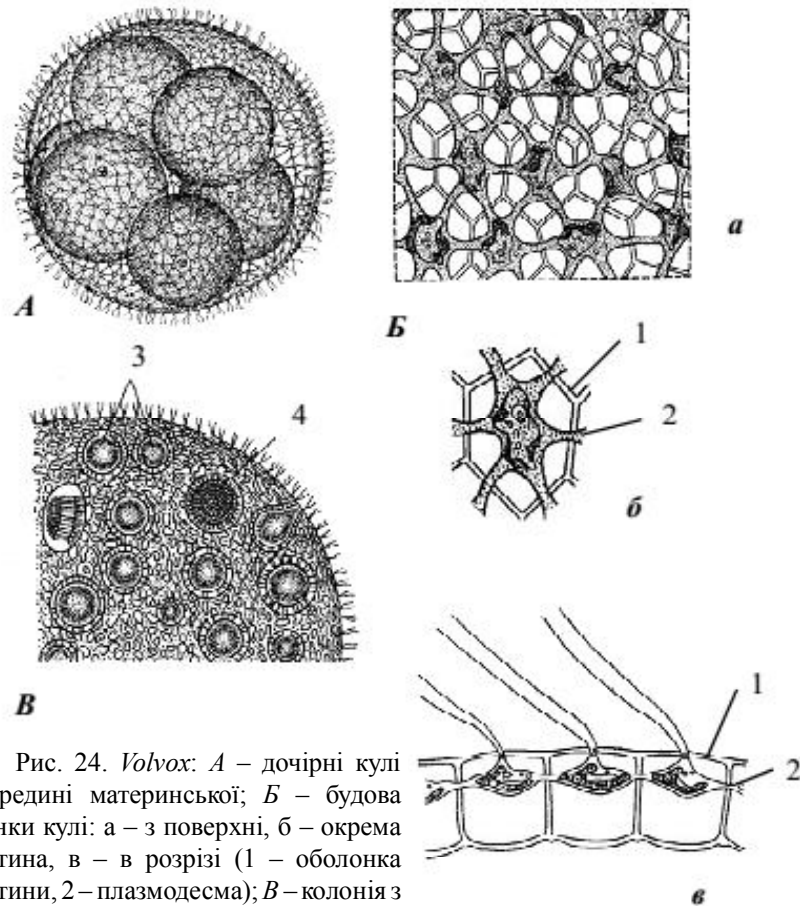 А
Б
а
1
2
б
3
4
В
1
2
в
Рис. 24. Volvox: А – дочірні кулі
редині материнської; Б – будова
нки кулі: а – з поверхні, б – окрема
тина, в – в розрізі (1 – оболонка
тини, 2 – плазмодесма); В – колонія з